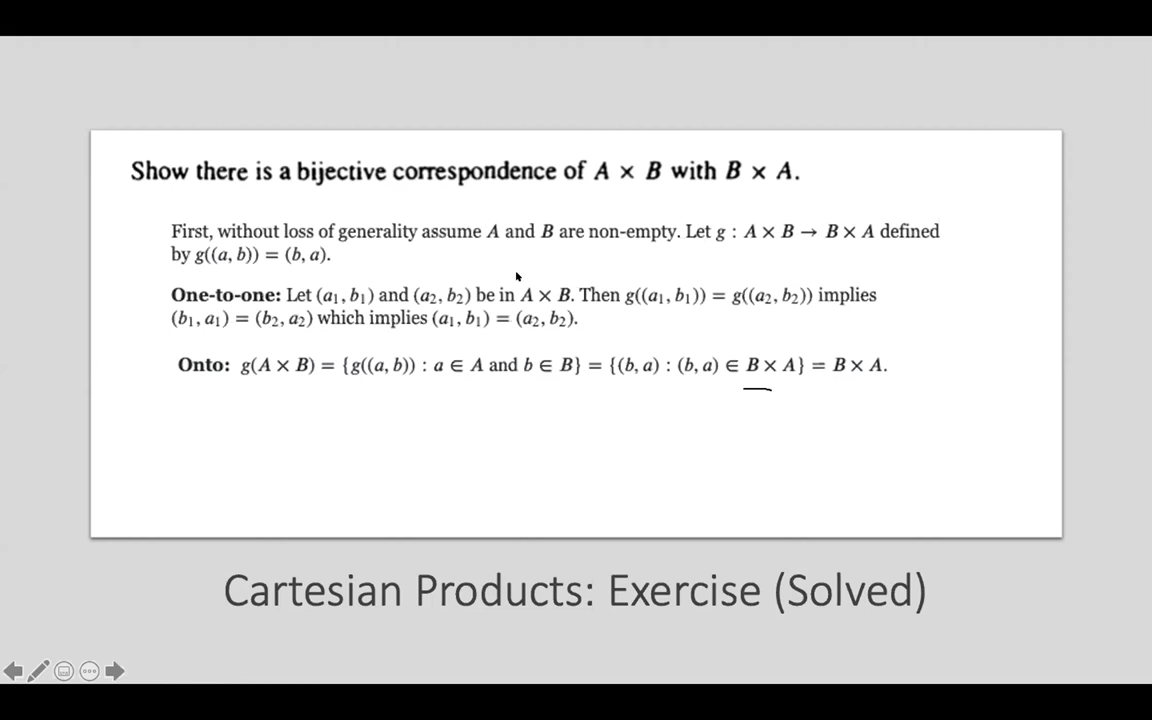 Show there is a bijective correspondence of A × B with B × A.
First, without loss of generality assume A and B are non-empty. Let g : A × B → B × A defined
by g((a, b)) = (b, a).
One-to-one: Let (a₁, b₁) and (a₂, b₂) be in A × B. Then g((a₁, b₁)) = g((a₂, b₂)) implies
(b₁, a₁) = (b₂, a₂) which implies (a₁, b₁) = (a₂, b₂).
Onto: g(A × B) = {g((a, b)) : a ∈ A and b ∈ B} = {(b, a) : (b, a) ∈ B × A} = B × A.
Cartesian Products: Exercise (Solved)